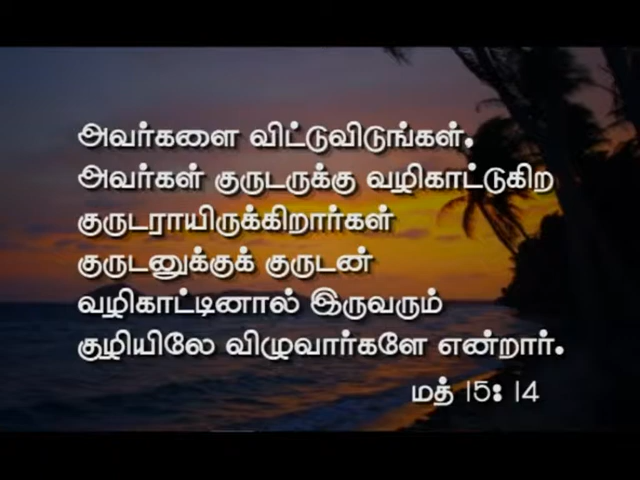 அவர்களை விட்டுவிடுங்கள்.
அவர்கள் குருடருக்கு வழிகாட்டுகிற
குருடராயிருக்கிறார்கள்
குருடனுக்குக் குருடன்
வழிகாட்டினால் இருவரும்
குழியிலே விழுவார்களே என்றார்.
மத் 15: 14